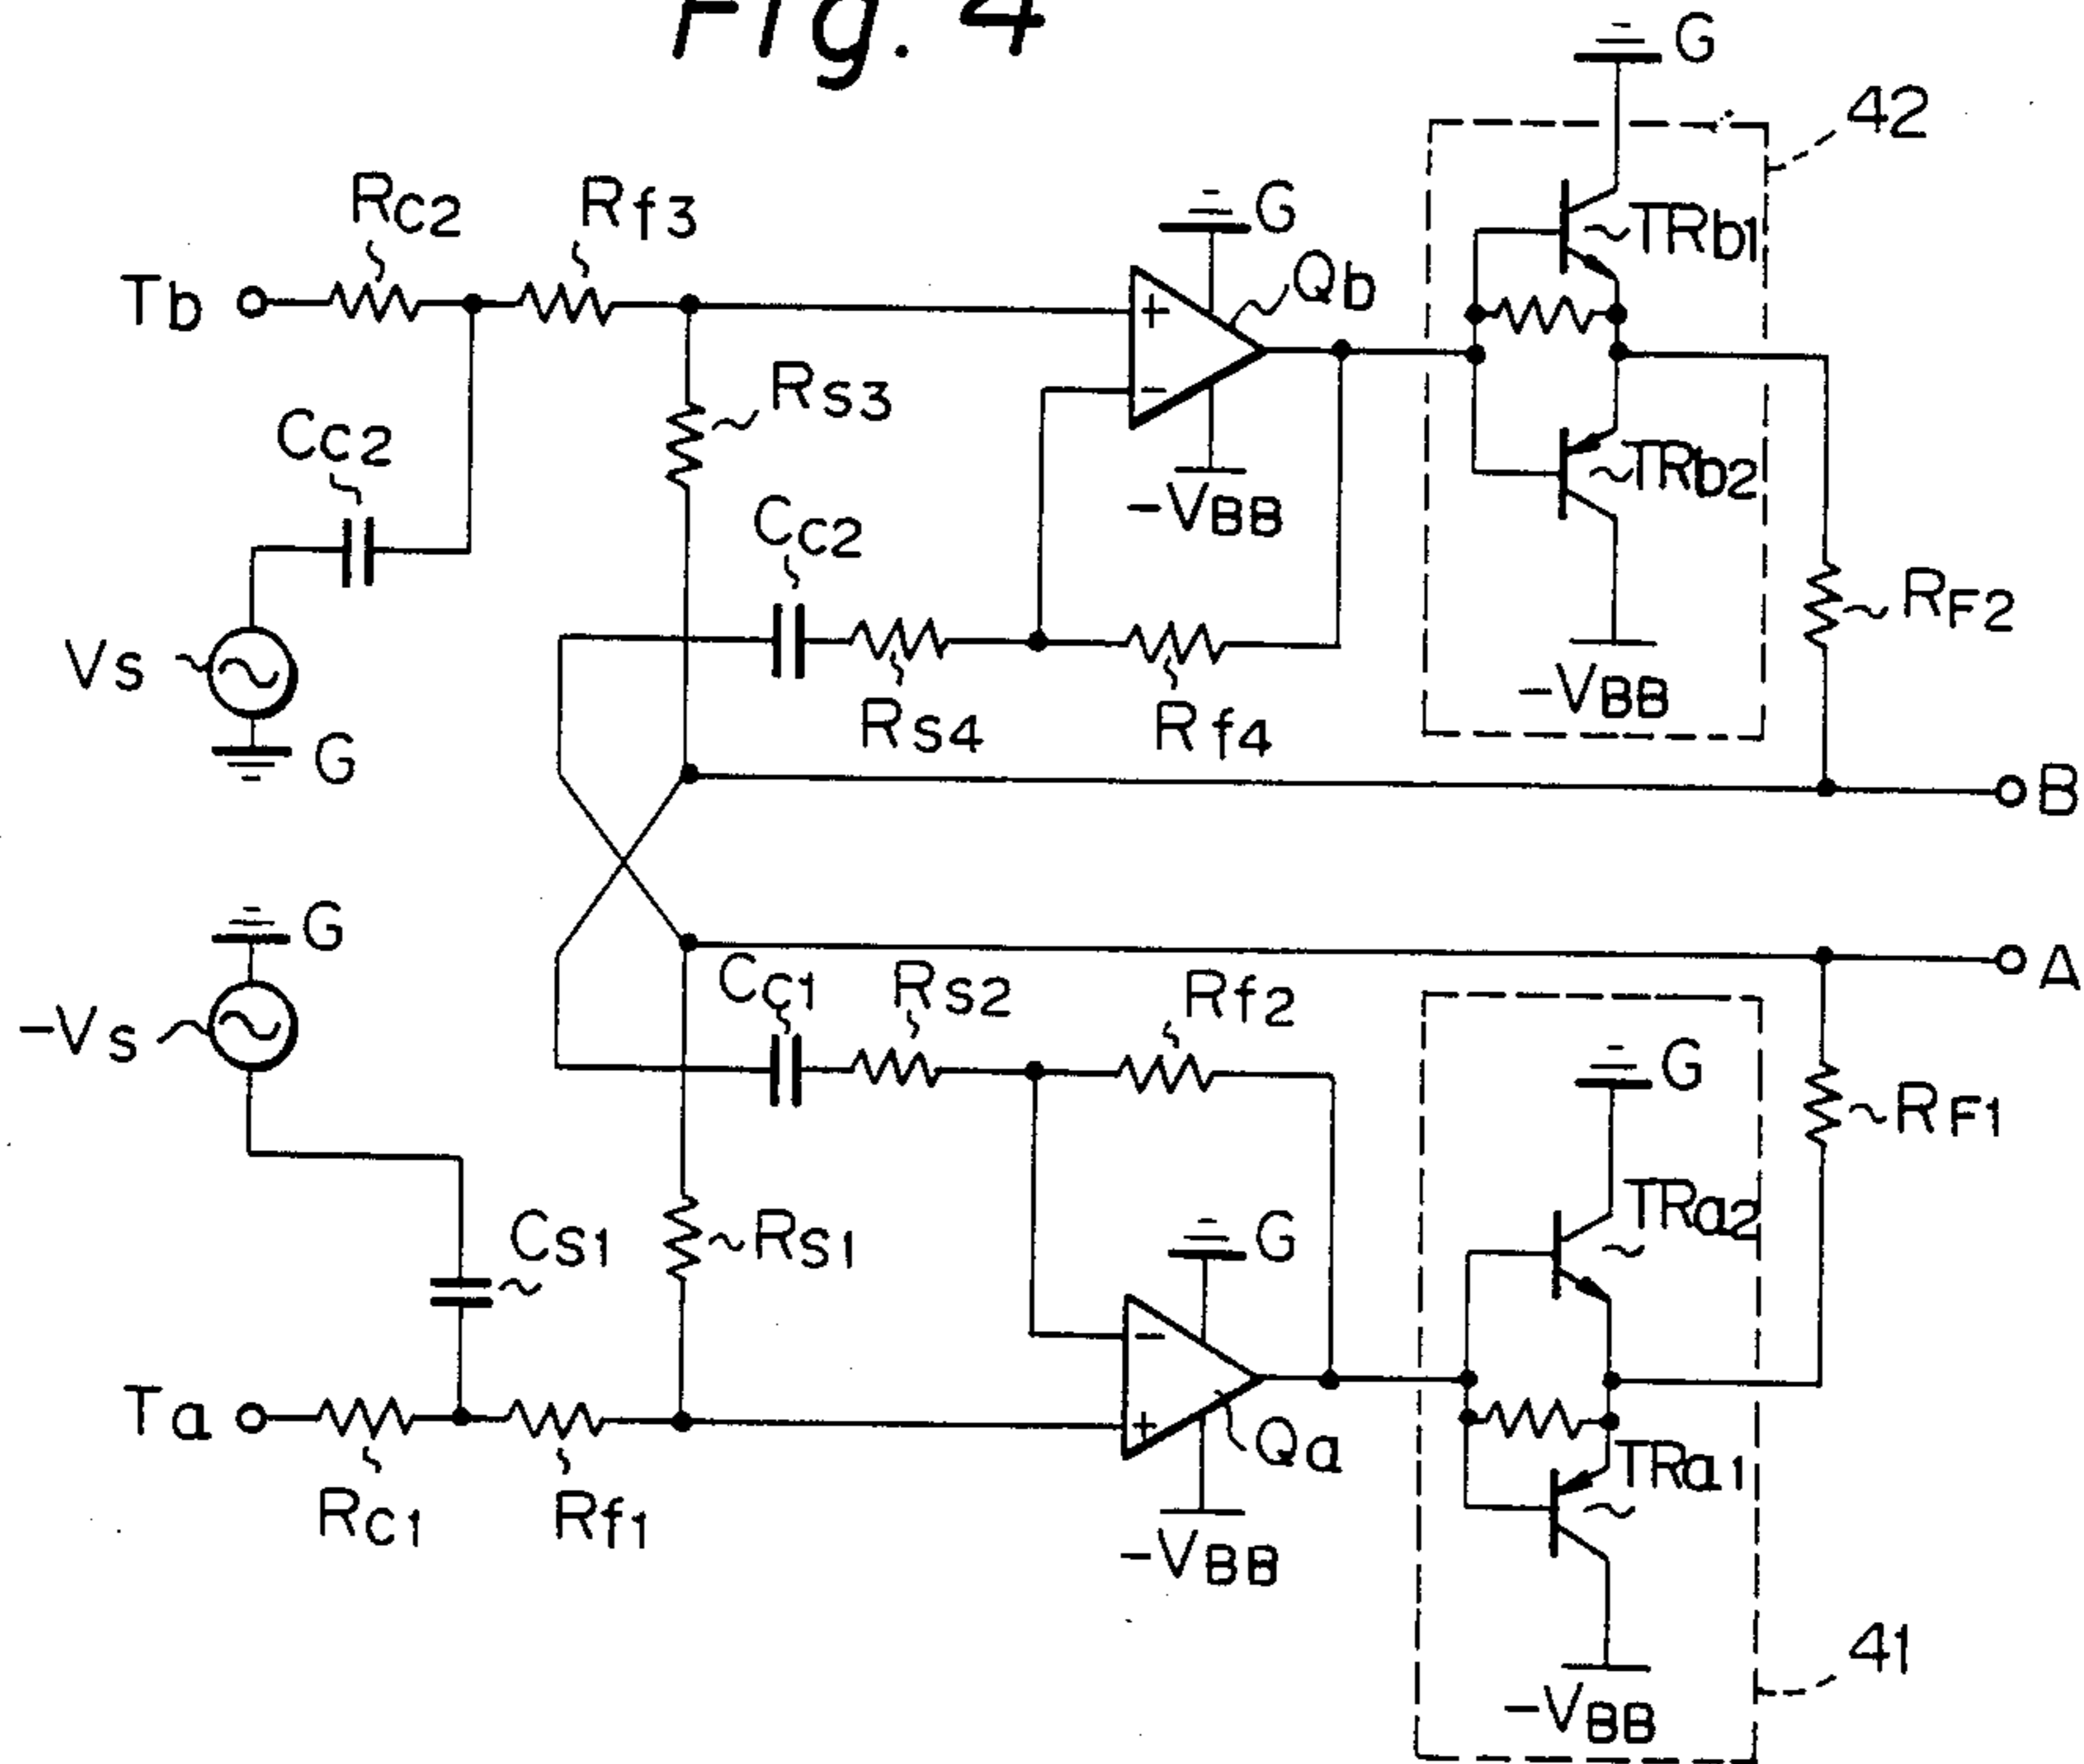 Fig. 4
G
42
RC2
Rf3
G
TRb1
Tb
+
Qb
RS3
CC2
-
TRb2
-VBB
CC2
RF2
VS
-VBB
RS4
Rf4
G
B
G
A
CC1
RS2
Rf2
-VS
G
RF1
TRa2
CS1
RS1
G
-
Ta
+
Qa
TRa1
RC1
Rf1
-VBB
41
-VBB